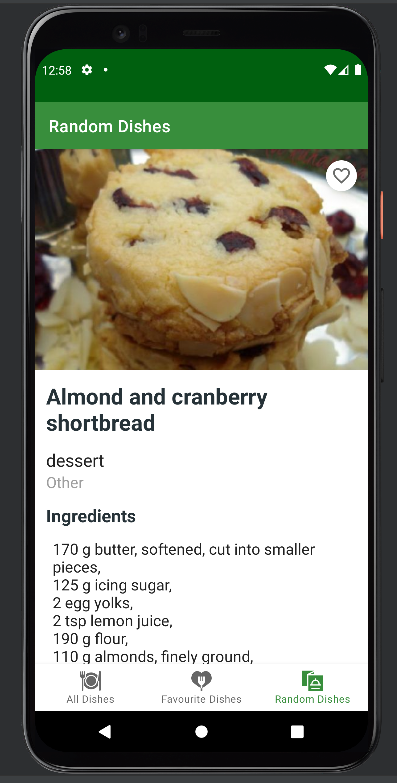 12:58
Random Dishes
Almond and cranberry
shortbread
dessert
Other
Ingredients
170 g butter, softened, cut into smaller
pieces,
125 g icing sugar,
2 egg yolks,
2 tsp lemon juice,
190 g flour,
110 g almonds, finely ground,
All Dishes
Favourite Dishes
Random Dishes